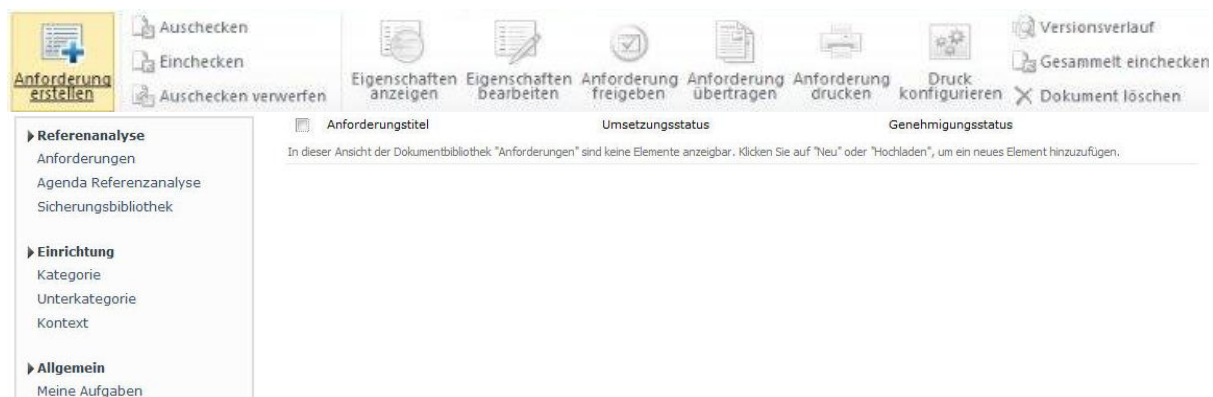 Anforderung
erstellen
Auschecken
Einchecken
Auschecken verwerfen
Eigenschaften
anzeigen
Eigenschaften
bearbeiten
Anforderung
freigeben
Anforderung
übertragen
Anforderung
drucken
Druck
konfigurieren
Versionsverlauf
Gesammelt einchecken
Dokument löschen
Referenanalyse
Anforderungen
Agenda Referenzanalyse
Sicherungsbibliothek
Einrichtung
Kategorie
Unterkategorie
Kontext
Allgemein
Meine Aufgaben
Anforderungstitel Umsetzungsstatus Genehmigungsstatus
In dieser Ansicht der Dokumentbibliothek "Anforderungen" sind keine Elemente anzeigbar. Klicken Sie auf "Neu" oder "Hochladen", um ein neues Element hinzuzufügen.